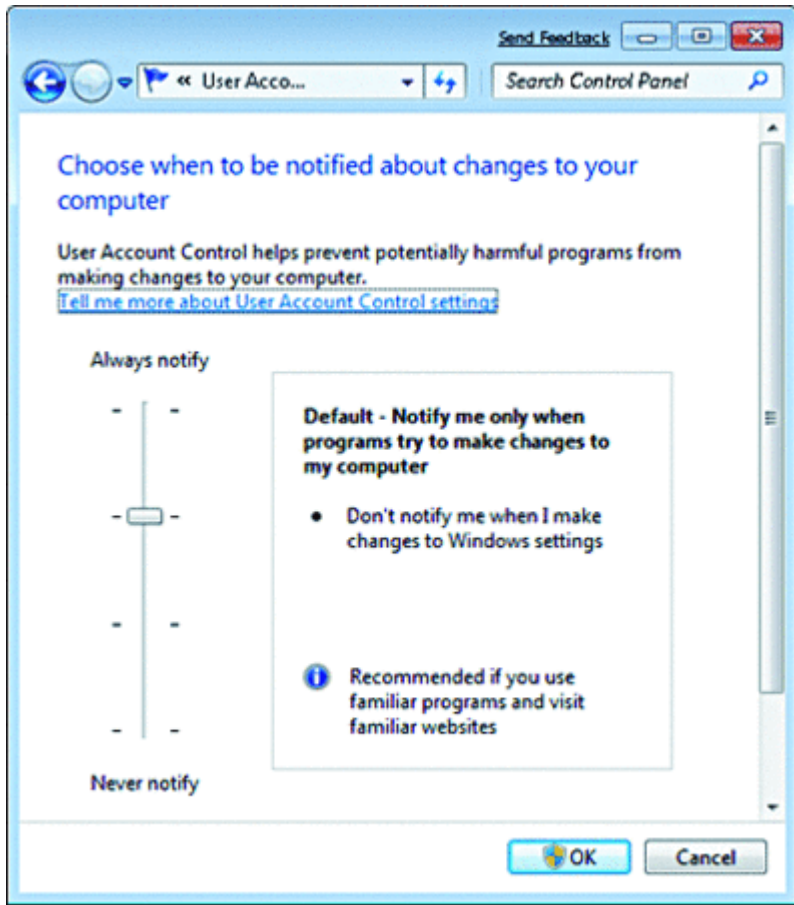 Send Feedback
« User Acco...
Search Control Panel
Choose when to be notified about changes to your
computer
User Account Control helps prevent potentially harmful programs from
making changes to your computer.
Tell me more about User Account Control settings
Always notify
Default - Notify me only when
programs try to make changes to
my computer
• Don't notify me when I make
changes to Windows settings
Recommended if you use
familiar programs and visit
familiar websites
Never notify
OK
Cancel